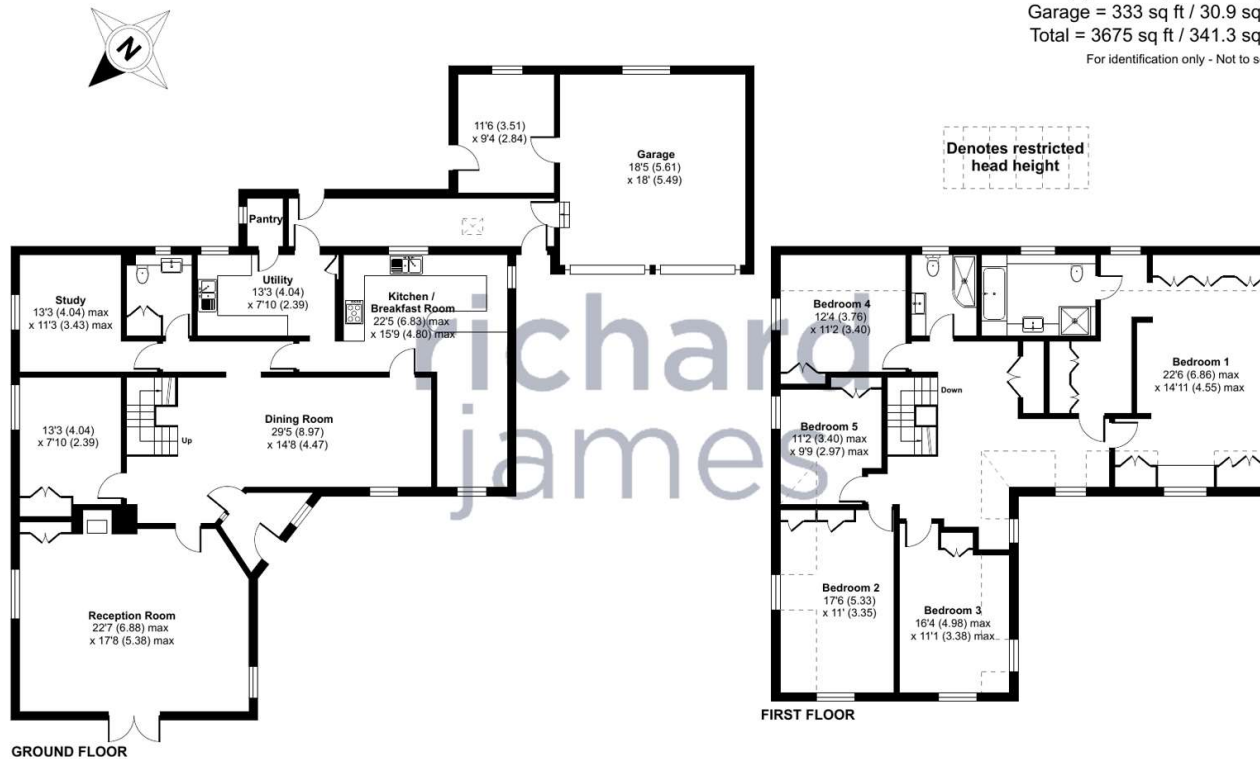 N
Garage = 333 sq ft / 30.9 sq
Total = 3675 sq ft / 341.3 sq
For identification only - Not to s
Denotes restricted
head height
11'6 (3.51)
x 9'4 (2.84)
Garage
18'5 (5.61)
x 18' (5.49)
Pantry
Study
13'3 (4.04) max
x 11'3 (3.43) max
Utility
13'3 (4.04)
x 7'10 (2.39)
Kitchen /
Breakfast Room
22'5 (6.83) max
x 15'9 (4.80) max
13'3 (4.04)
x 7'10 (2.39)
Up
Dining Room
29'5 (8.97)
x 14'8 (4.47)
Reception Room
22'7 (6.88) max
x 17'8 (5.38) max
GROUND FLOOR
richard
james
Bedroom 4
12'4 (3.76)
x 11'2 (3.40)
Bedroom 1
22'6 (6.86) max
x 14'11 (4.55) max
Down
Bedroom 5
11'2 (3.40) max
x 9'9 (2.97) max
Bedroom 2
17'6 (5.33)
x 11' (3.35)
Bedroom 3
16'4 (4.98) max
x 11'1 (3.38) max
FIRST FLOOR